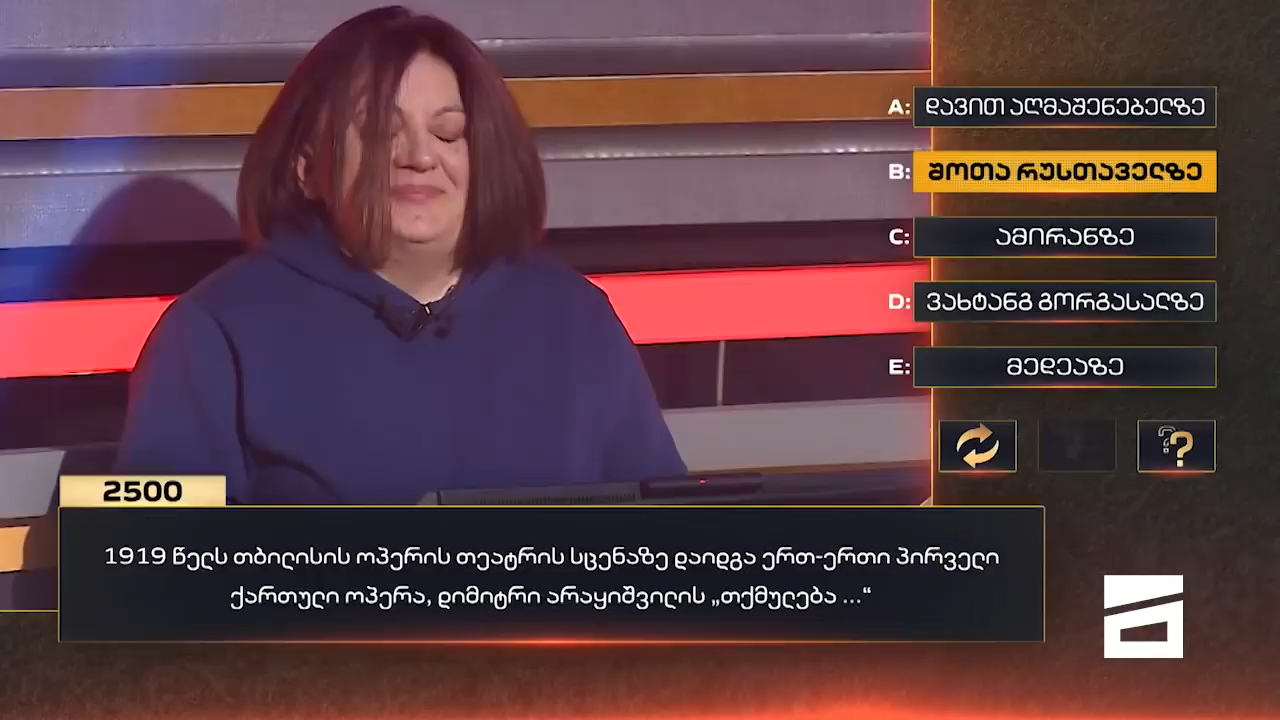 A: დავით აღმაშენებელზე
B: შოთა რუსთაველზე
C: ამირანზე
D: ვახტანგ გორგასალზე
E: მედეაზე
2500
1919 წელს თბილისის ოპერის თეატრის სცენაზე დაიდგა ერთ-ერთი პირველი
ქართული ოპერა, დიმიტრი არაყიშვილის „თქმულება ...“